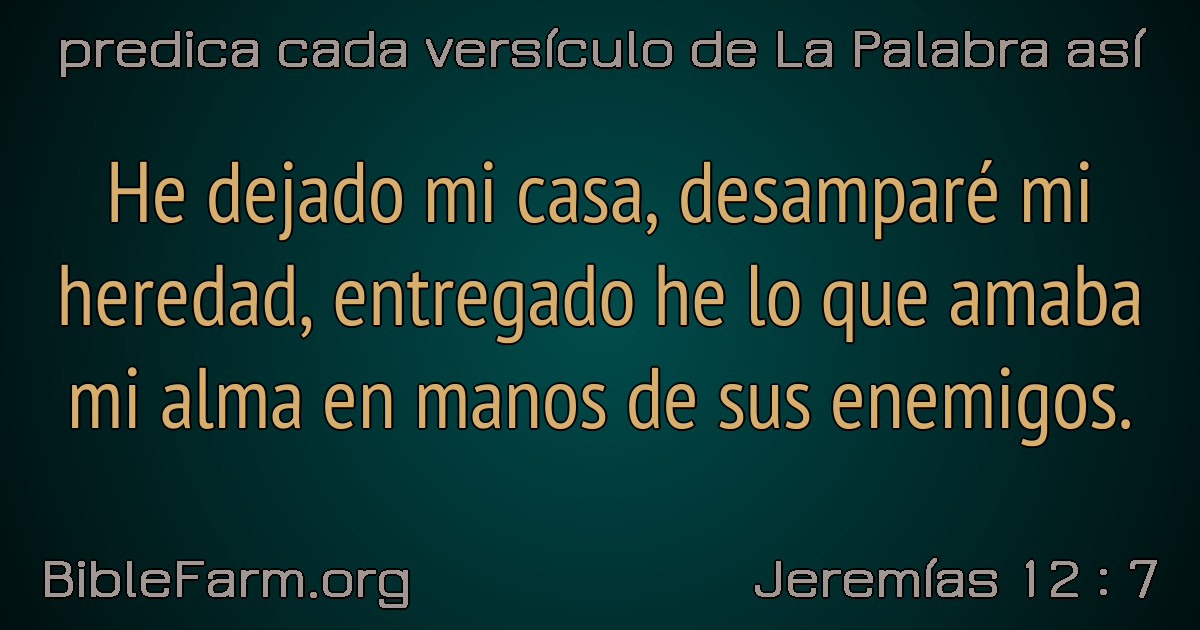 predica cada versículo de La Palabra así
He dejado mi casa, desamparé mi
heredad, entregado he lo que amaba
mi alma en manos de sus enemigos.
BibleFarm.org
Jeremías 12 : 7